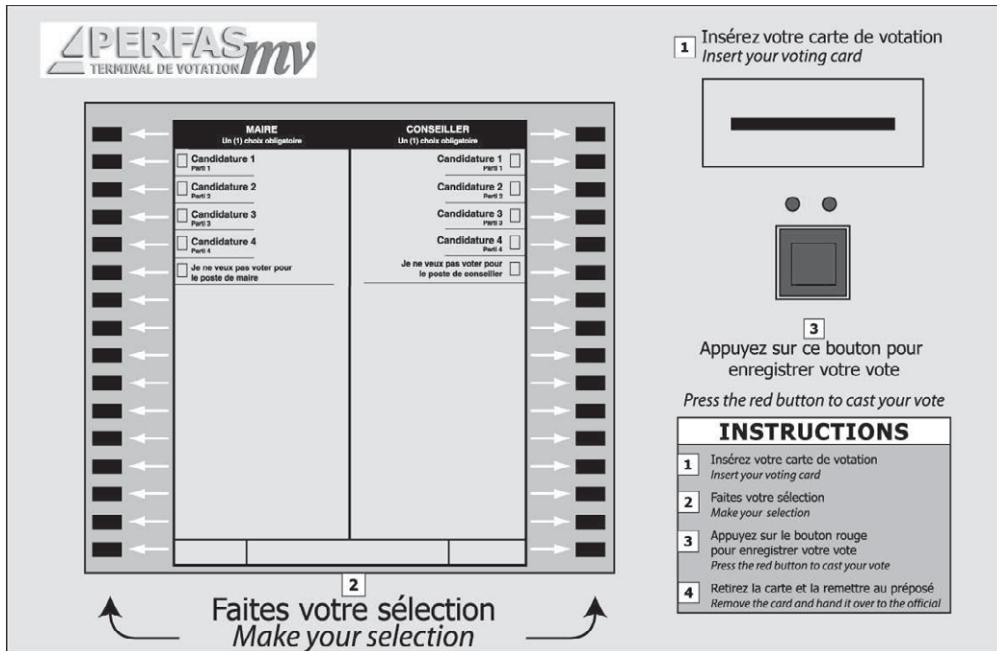 PERFAS mv
TERMINAL DE VOTATION
1 Insérez votre carte de votation
Insert your voting card
MAIRE
Un (1) choix obligatoire
Candidature 1
Parti 1
Candidature 2
Parti 2
Candidature 3
Parti 3
Candidature 4
Parti 4
Je ne veux pas voter pour
le poste de maire
CONSEILLER
Un (1) choix obligatoire
Candidature 1
Parti 1
Candidature 2
Parti 2
Candidature 3
Parti 3
Candidature 4
Parti 4
Je ne veux pas voter pour
le poste de conseiller
2
Faites votre sélection
Make your selection
3
Appuyez sur ce bouton pour
enregistrer votre vote
Press the red button to cast your vote
INSTRUCTIONS
1 Insérez votre carte de votation
Insert your voting card
2 Faites votre sélection
Make your selection
3 Appuyez sur le bouton rouge
pour enregistrer votre vote
Press the red button to cast your vote
4 Retirez la carte et la remettre au préposé
Remove the card and hand it over to the official